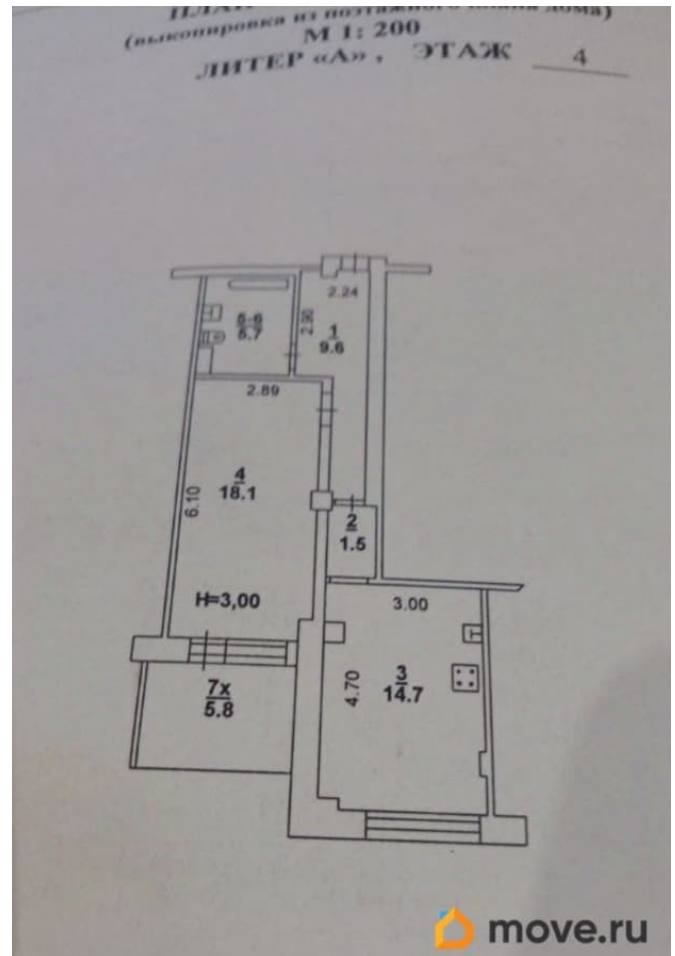 ПЛАН
(выкопировка из поэтажного плана дома)
М 1: 200
ЛИТЕР «А» , ЭТАЖ 4
2.24
5-6
5.7
2.90
1
9.6
2.89
4
18.1
6.10
2
1.5
H=3,00
3.00
7х
5.8
4.70
3
14.7
move.ru